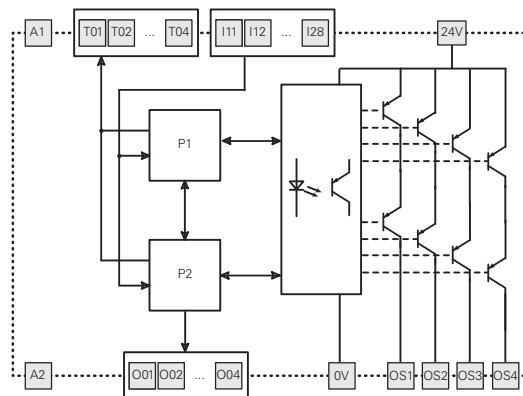 A1 T01 T02 ... T04 I11 I12 ... I28 24V
P1
P2
A2 O01 O02 ... O04 0V OS1 OS2 OS3 OS4